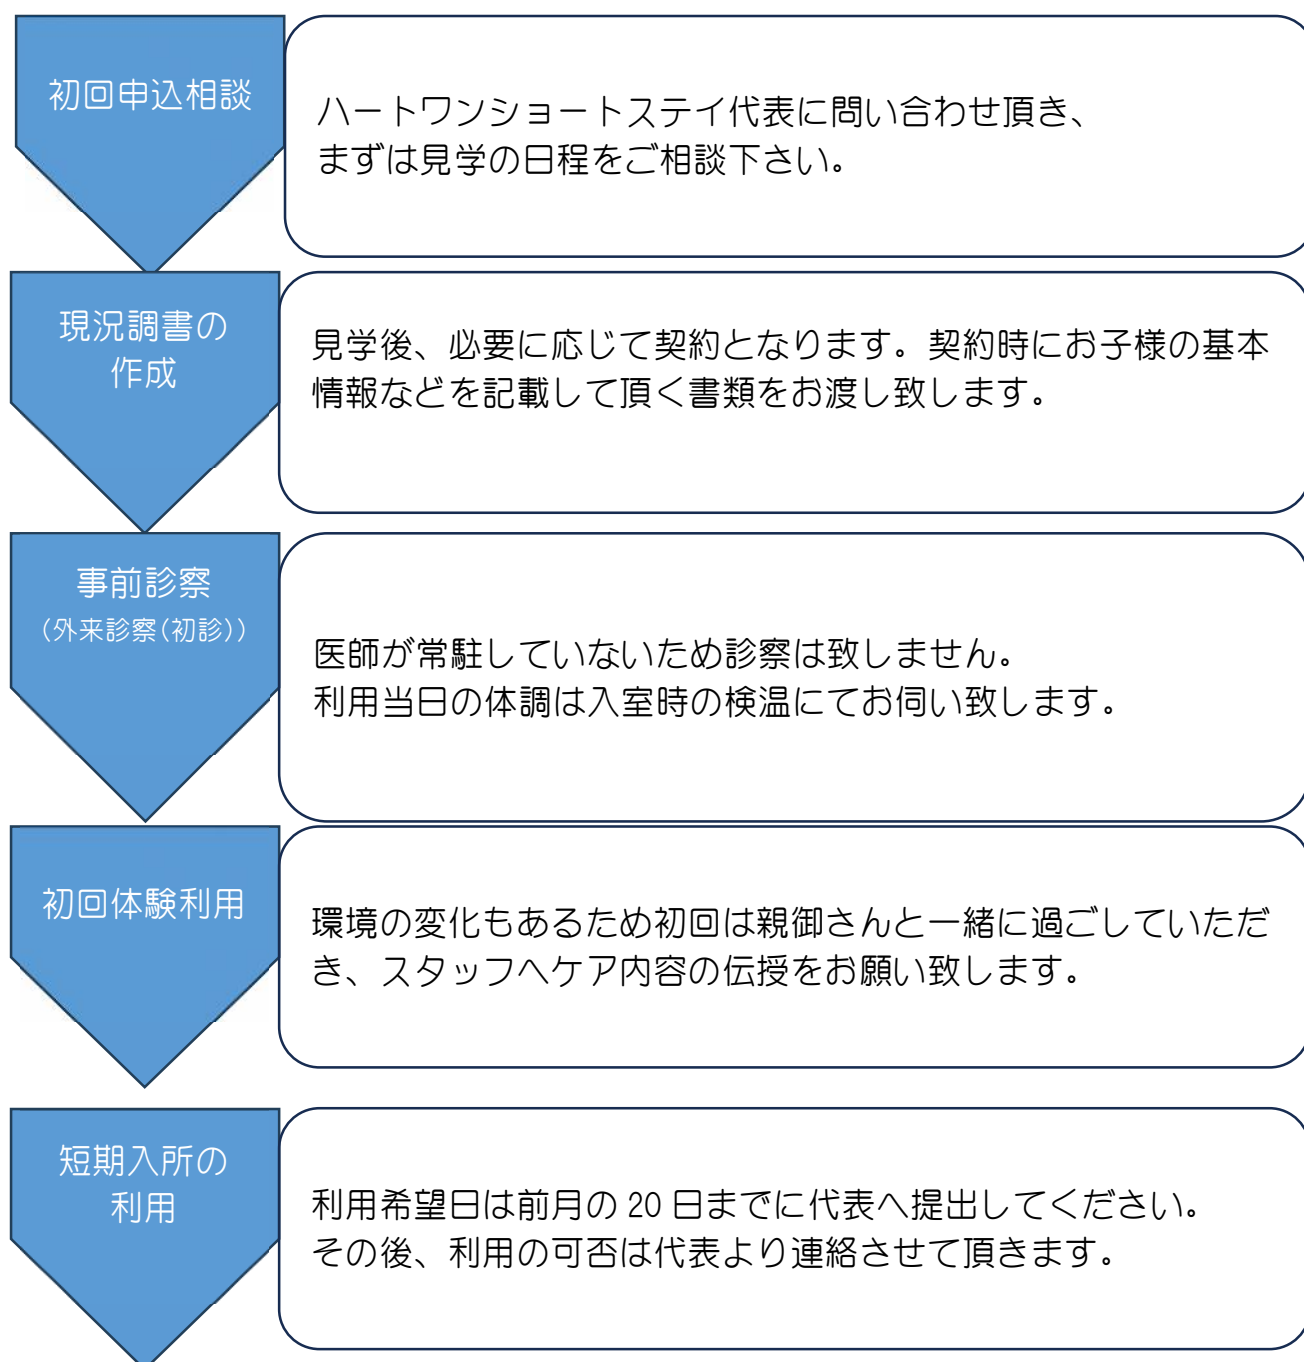 初回申込相談
ハートワンショートステイ代表に問い合わせ頂き、
まずは見学の日程をご相談下さい。
現況調書の
作成
見学後、必要に応じて契約となります。契約時にお子様の基本
情報などを記載して頂く書類をお渡し致します。
事前診察
(外来診察(初診))
医師が常駐していないため診察は致しません。
利用当日の体調は入室時の検温にてお伺い致します。
初回体験利用
環境の変化もあるため初回は親御さんと一緒に過ごしていただ
き、スタッフへケア内容の伝授をお願い致します。
短期入所の
利用
利用希望日は前月の 20 日までに代表へ提出してください。
その後、利用の可否は代表より連絡させて頂きます。